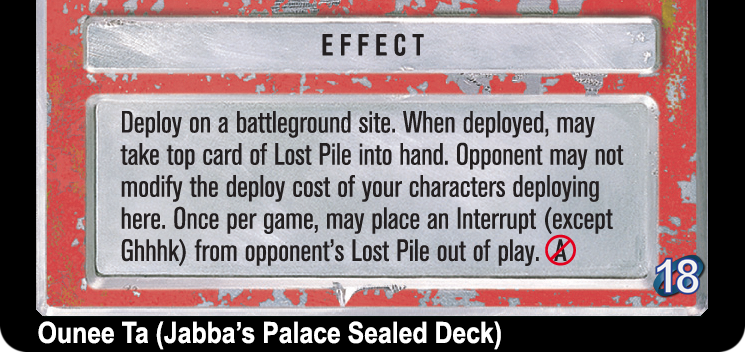 EFFECT
Deploy on a battleground site. When deployed, may
take top card of Lost Pile into hand. Opponent may not
modify the deploy cost of your characters deploying
here. Once per game, may place an Interrupt (except
Ghhhk) from opponent's Lost Pile out of play. A
18
Ounee Ta (Jabba's Palace Sealed Deck)